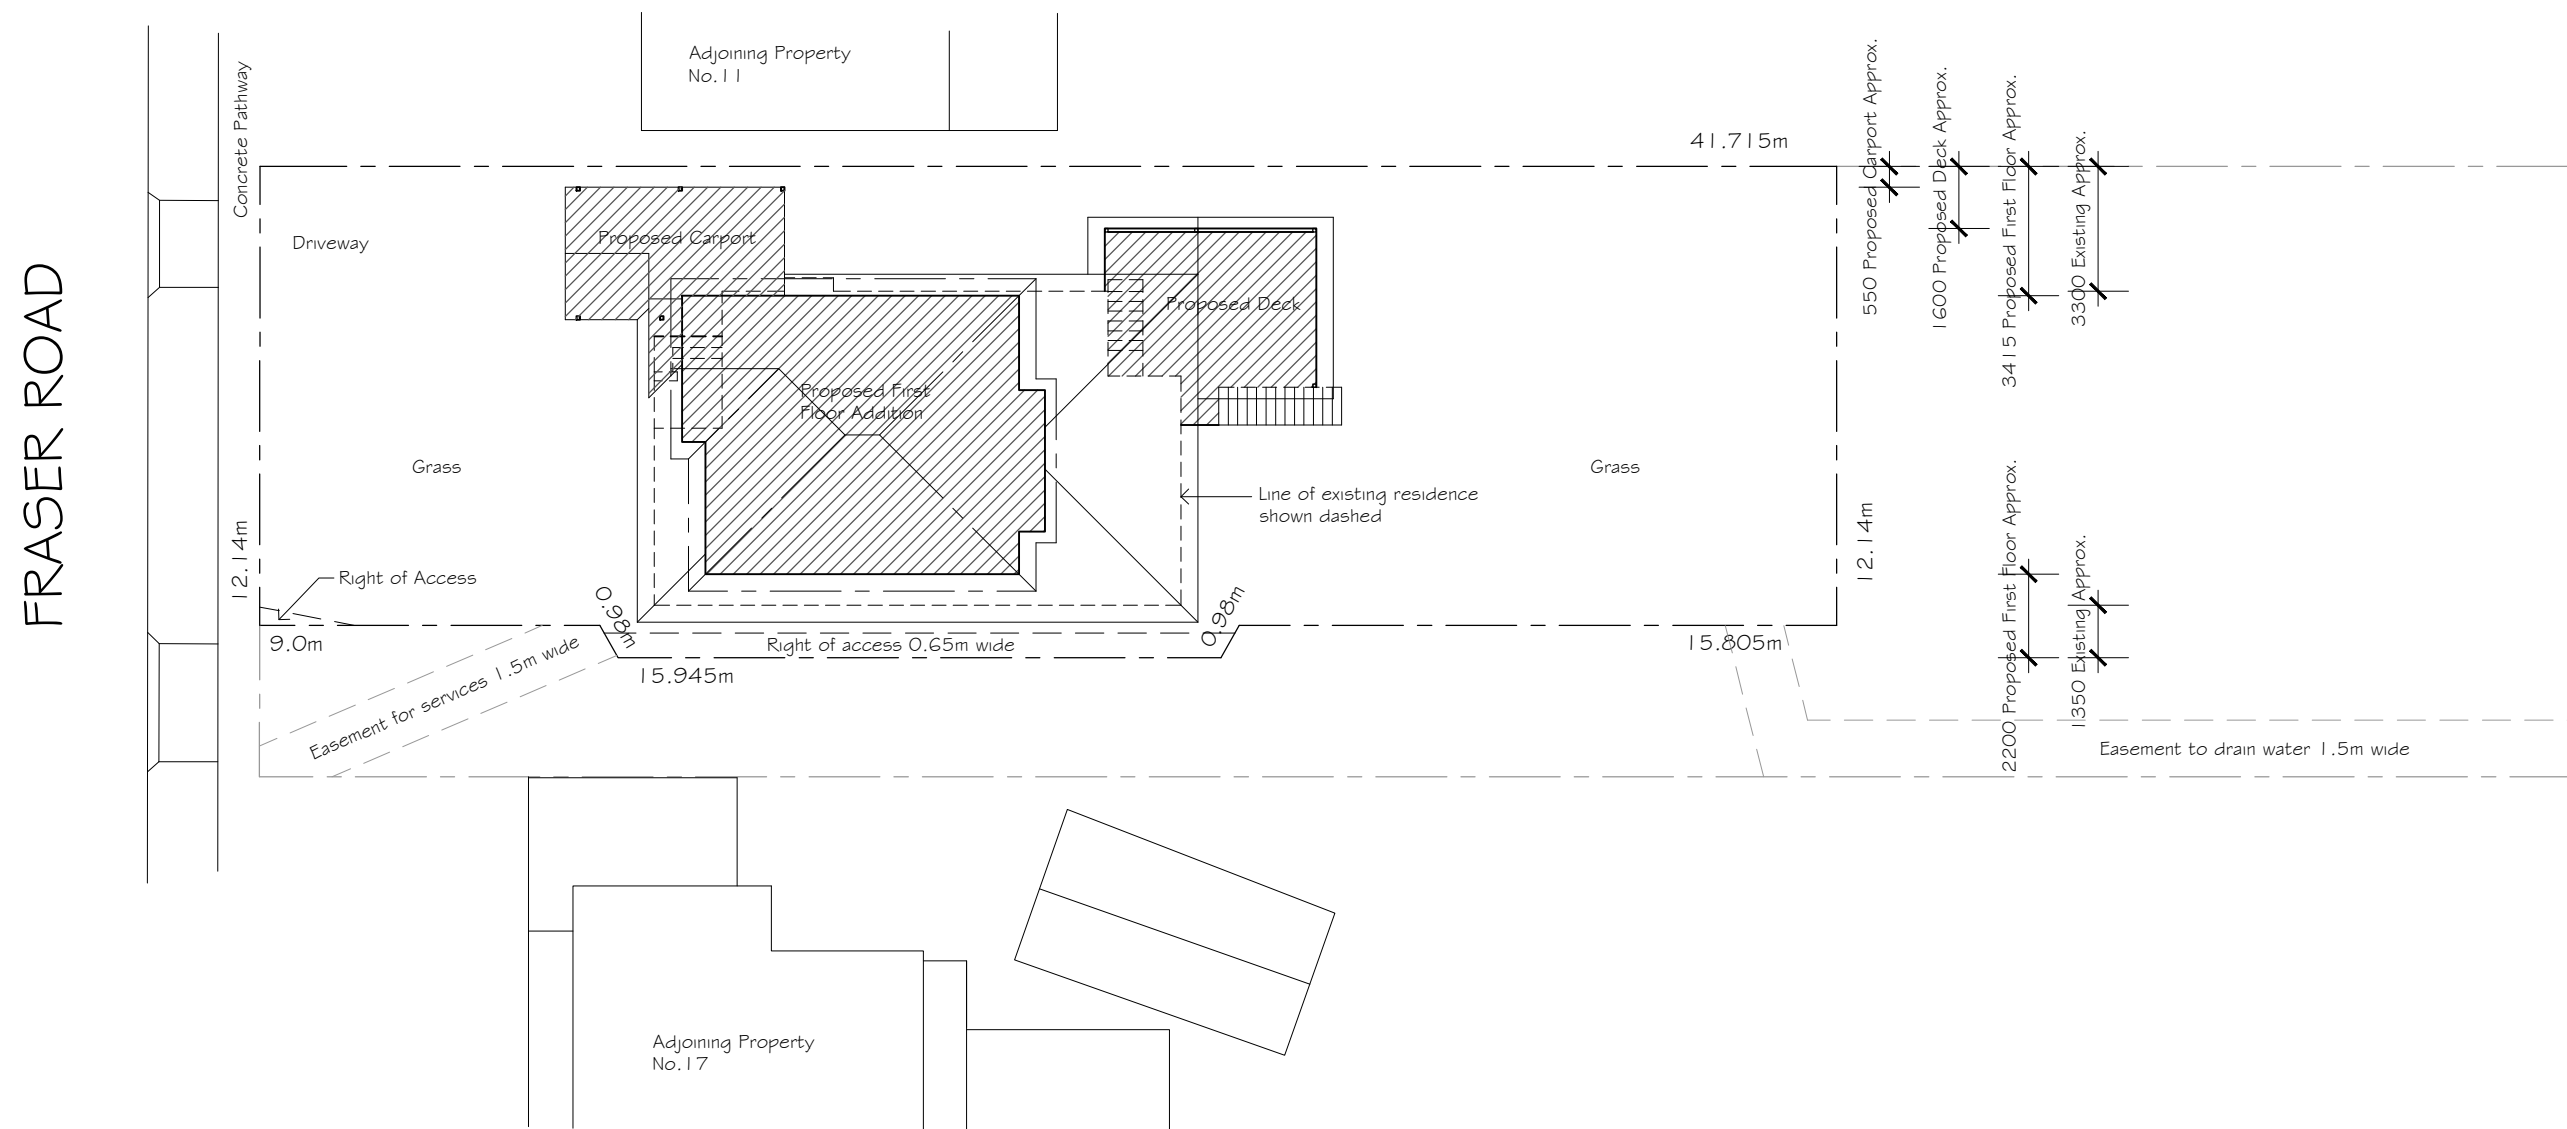 Adjoining Property
No.11
Concrete Pathway
41.715m
550 Proposed Carport Approx.
1600 Proposed Deck Approx.
3415 Proposed First Floor Approx.
3300 Existing Approx.
FRASER ROAD
Driveway
Proposed Carport
Proposed Deck
Proposed First
Floor Addition
Grass
Grass
Line of existing residence
shown dashed
12.14m
12.14m
Right of Access
0.98m
0.98m
9.0m
Right of access 0.65m wide
15.945m
15.805m
Easement for services 1.5m wide
2200 Proposed First Floor Approx.
1350 Existing Approx.
Easement to drain water 1.5m wide
Adjoining Property
No.17